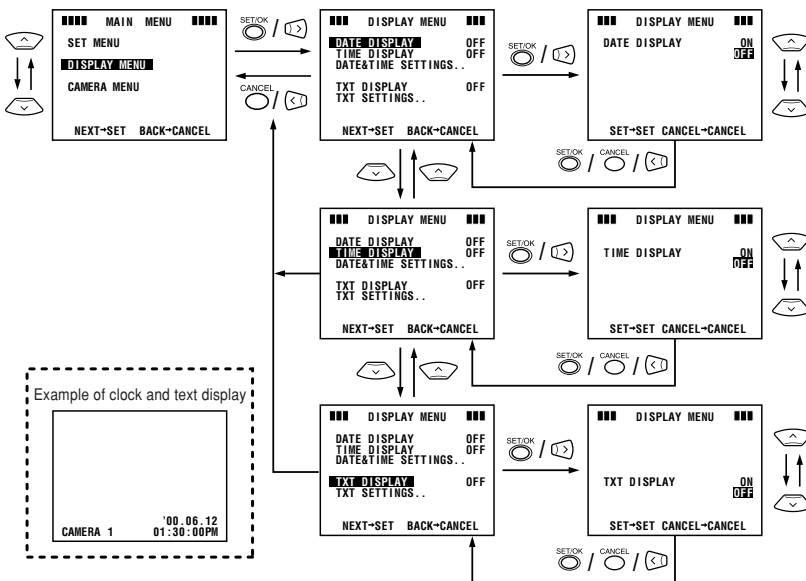 MAIN MENU
SET MENU
DISPLAY MENU
CAMERA MENU
NEXT→SET BACK→CANCEL
SET/OK
CANCEL
DISPLAY MENU
DATE DISPLAY OFF
TIME DISPLAY OFF
DATE&TIME SETTINGS..
TXT DISPLAY OFF
TXT SETTINGS..
NEXT→SET BACK→CANCEL
SET/OK
DISPLAY MENU
DATE DISPLAY ON
OFF
SET→SET CANCEL→CANCEL
SET/OK / CANCEL /
DISPLAY MENU
DATE DISPLAY OFF
TIME DISPLAY OFF
DATE&TIME SETTINGS..
TXT DISPLAY OFF
TXT SETTINGS..
NEXT→SET BACK→CANCEL
SET/OK
DISPLAY MENU
TIME DISPLAY ON
OFF
SET→SET CANCEL→CANCEL
SET/OK / CANCEL /
Example of clock and text display
'00.06.12
CAMERA 1 01:30:00PM
DISPLAY MENU
DATE DISPLAY OFF
TIME DISPLAY OFF
DATE&TIME SETTINGS..
TXT DISPLAY OFF
TXT SETTINGS..
NEXT→SET BACK→CANCEL
SET/OK
DISPLAY MENU
TXT DISPLAY ON
OFF
SET→SET CANCEL→CANCEL
SET/OK / CANCEL /